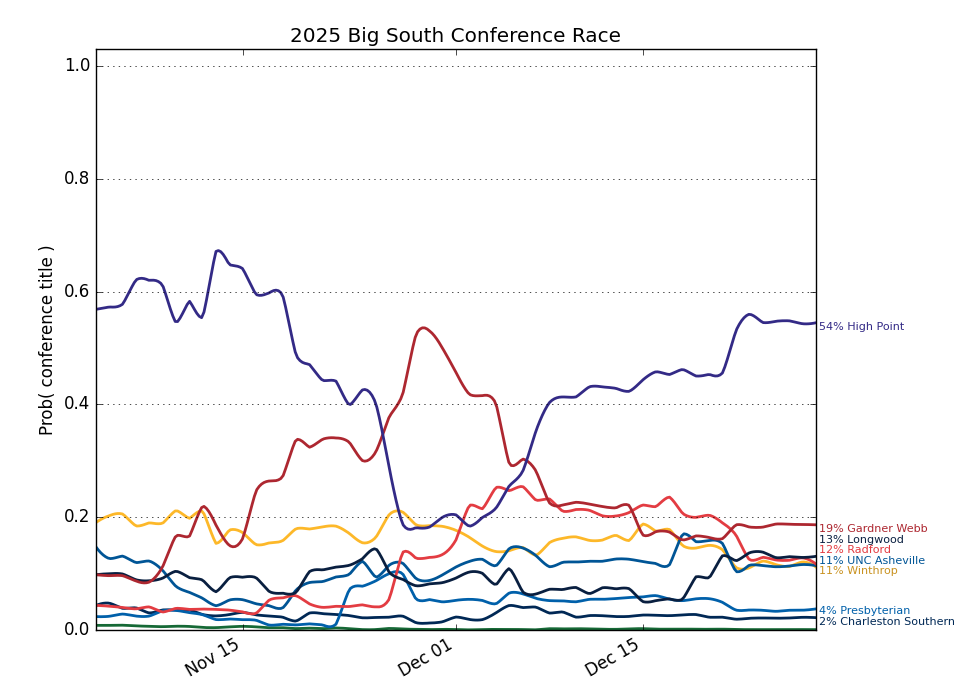 2025 Big South Conference Race
Prob( conference title )
1.0
0.8
0.6
0.4
0.2
0.0
Nov 15
Dec 01
Dec 15
54% High Point
19% Gardner Webb
13% Longwood
12% Radford
11% UNC Asheville
11% Winthrop
4% Presbyterian
2% Charleston Southern